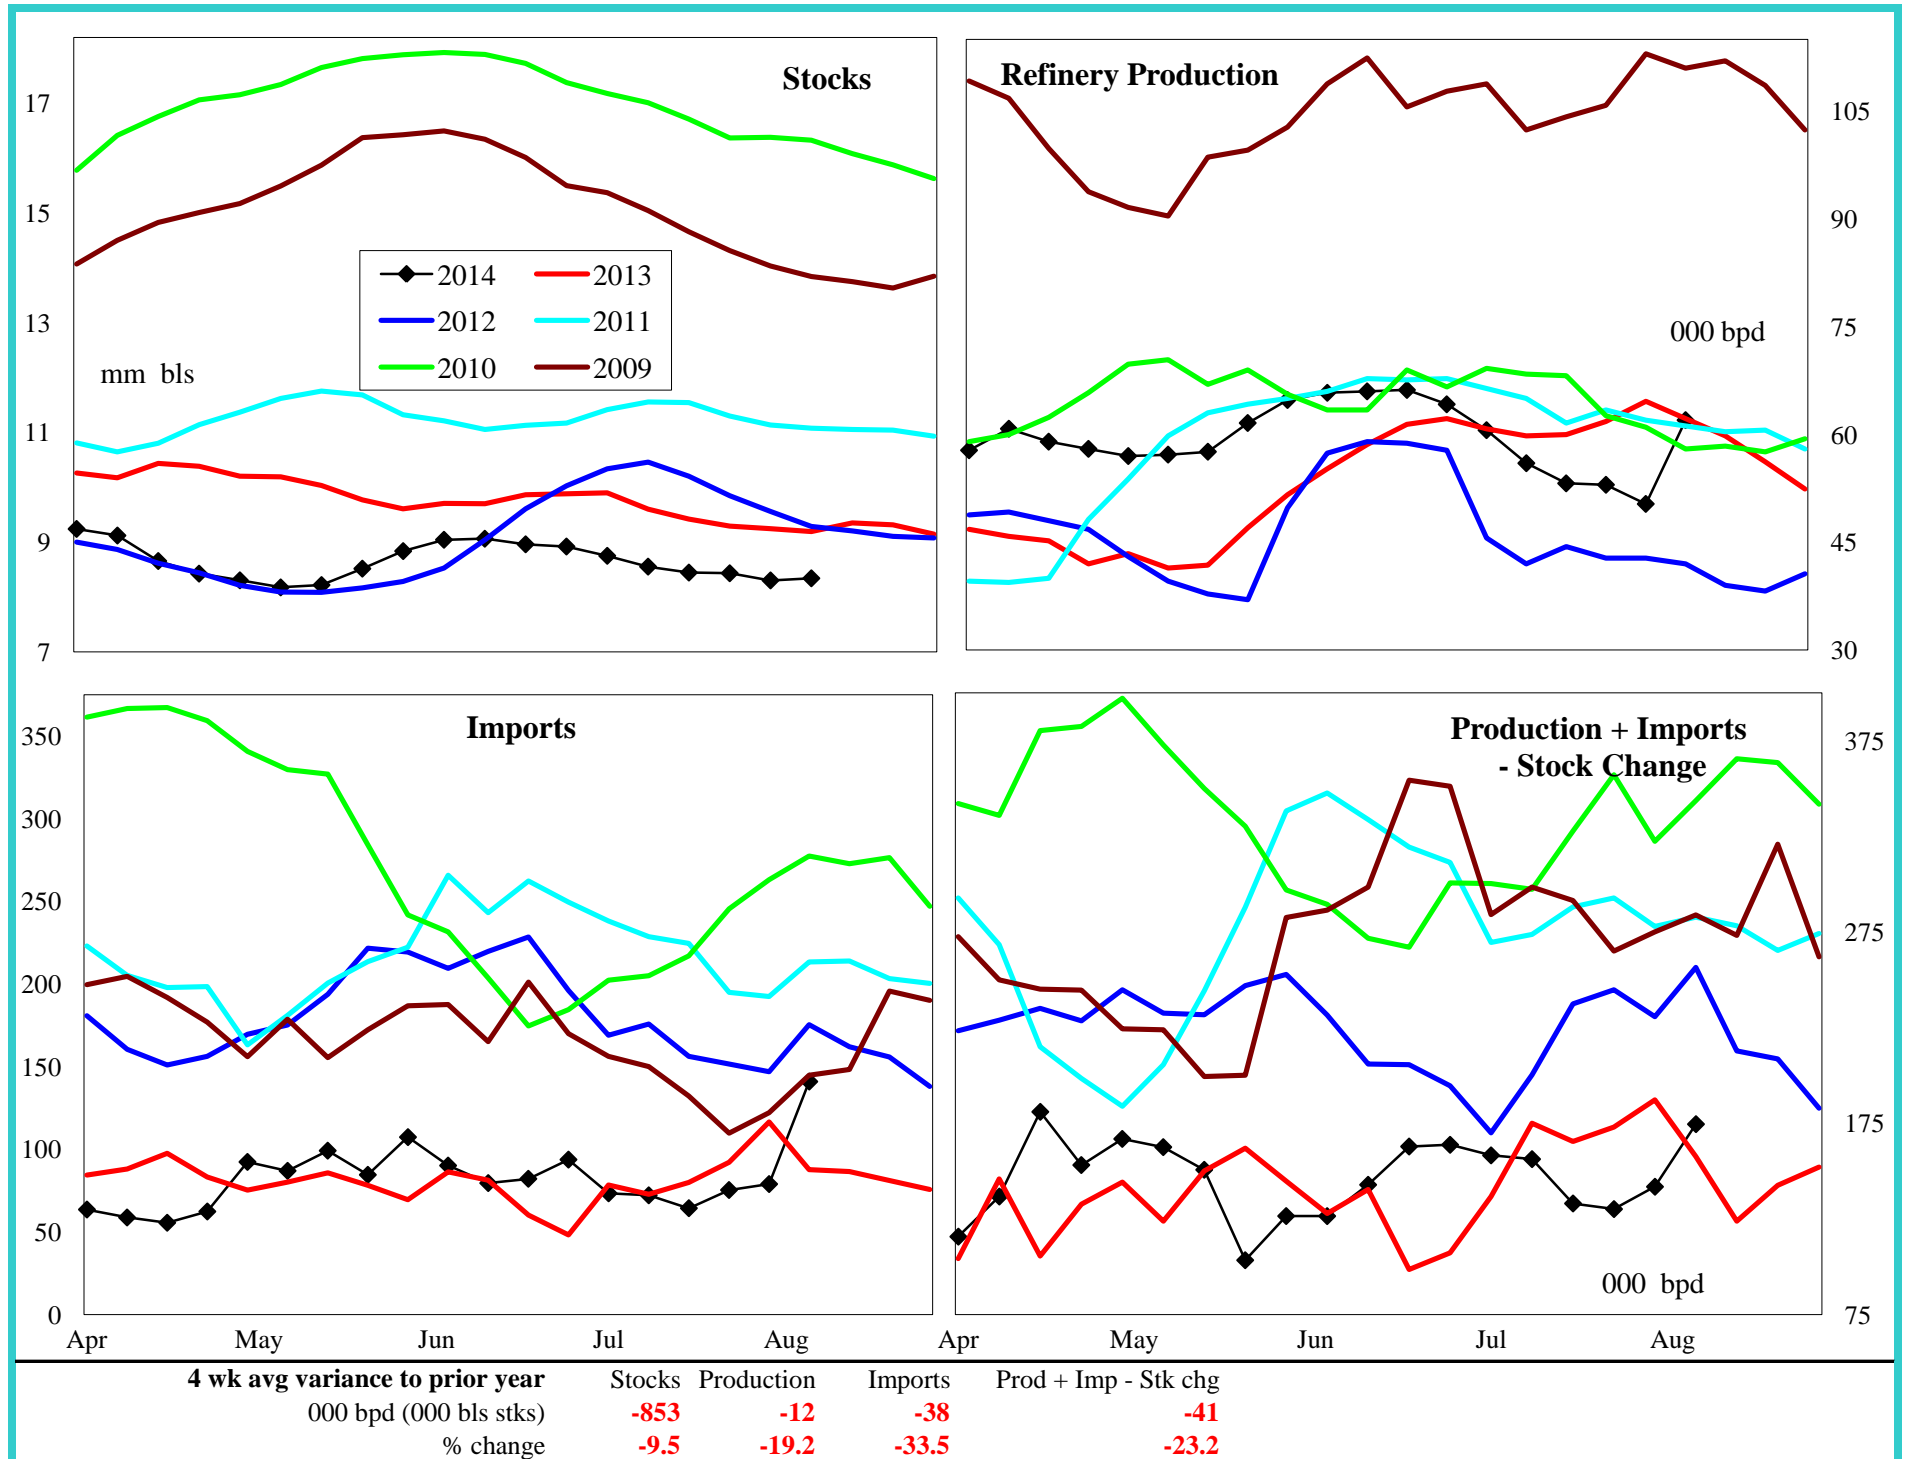 Stocks
17
15
13
11
9
7
mm bls
2014 2013
2012 2011
2010 2009
Refinery Production
105
90
75
60
45
30
000 bpd
Imports
350
300
250
200
150
100
50
0
Apr May Jun Jul Aug
Production + Imports
- Stock Change
375
275
175
75
000 bpd
Apr May Jun Jul Aug
4 wk avg variance to prior year Stocks Production Imports Prod + Imp - Stk chg
000 bpd (000 bls stks) -853 -12 -38 -41
% change -9.5 -19.2 -33.5 -23.2